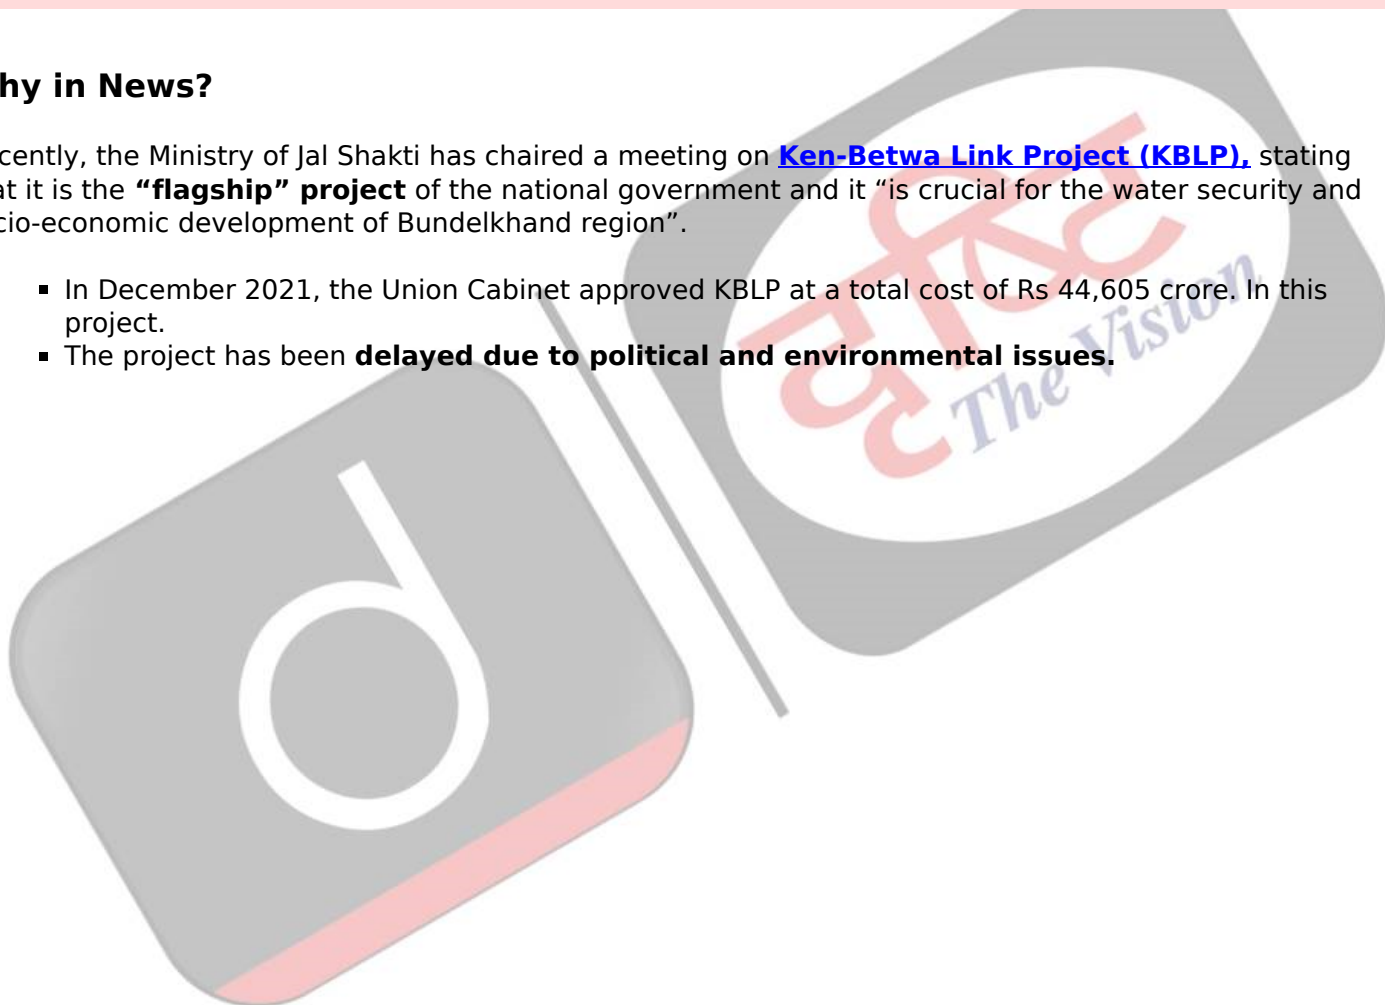 hy in News?
cently, the Ministry of Jal Shakti has chaired a meeting on Ken-Betwa Link Project (KBLP), stating
at it is the “flagship” project of the national government and it “is crucial for the water security and
cio-economic development of Bundelkhand region”.
▪ In December 2021, the Union Cabinet approved KBLP at a total cost of Rs 44,605 crore. In this
project.
▪ The project has been delayed due to political and environmental issues.
दृष्टि
The Vision
d